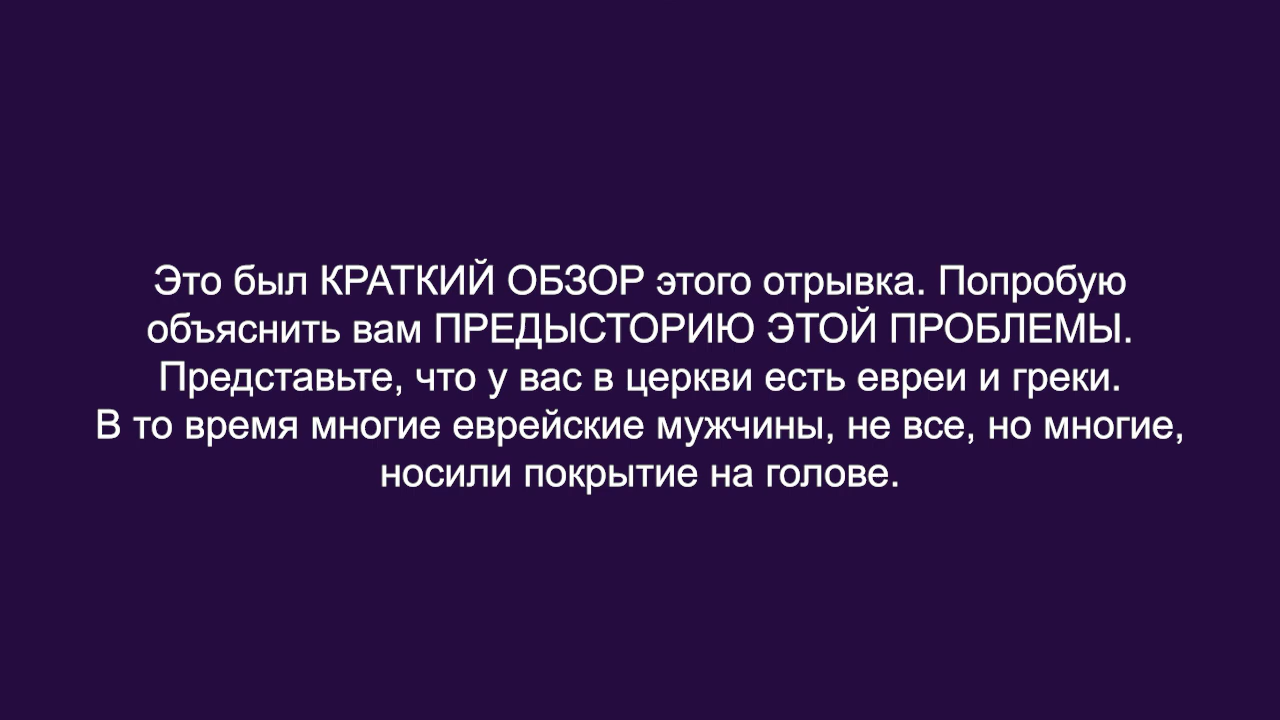 Это был КРАТКИЙ ОБЗОР этого отрывка. Попробую
объяснить вам ПРЕДЫСТОРИЮ ЭТОЙ ПРОБЛЕМЫ.
Представьте, что у вас в церкви есть евреи и греки.
В то время многие еврейские мужчины, не все, но многие,
носили покрытие на голове.